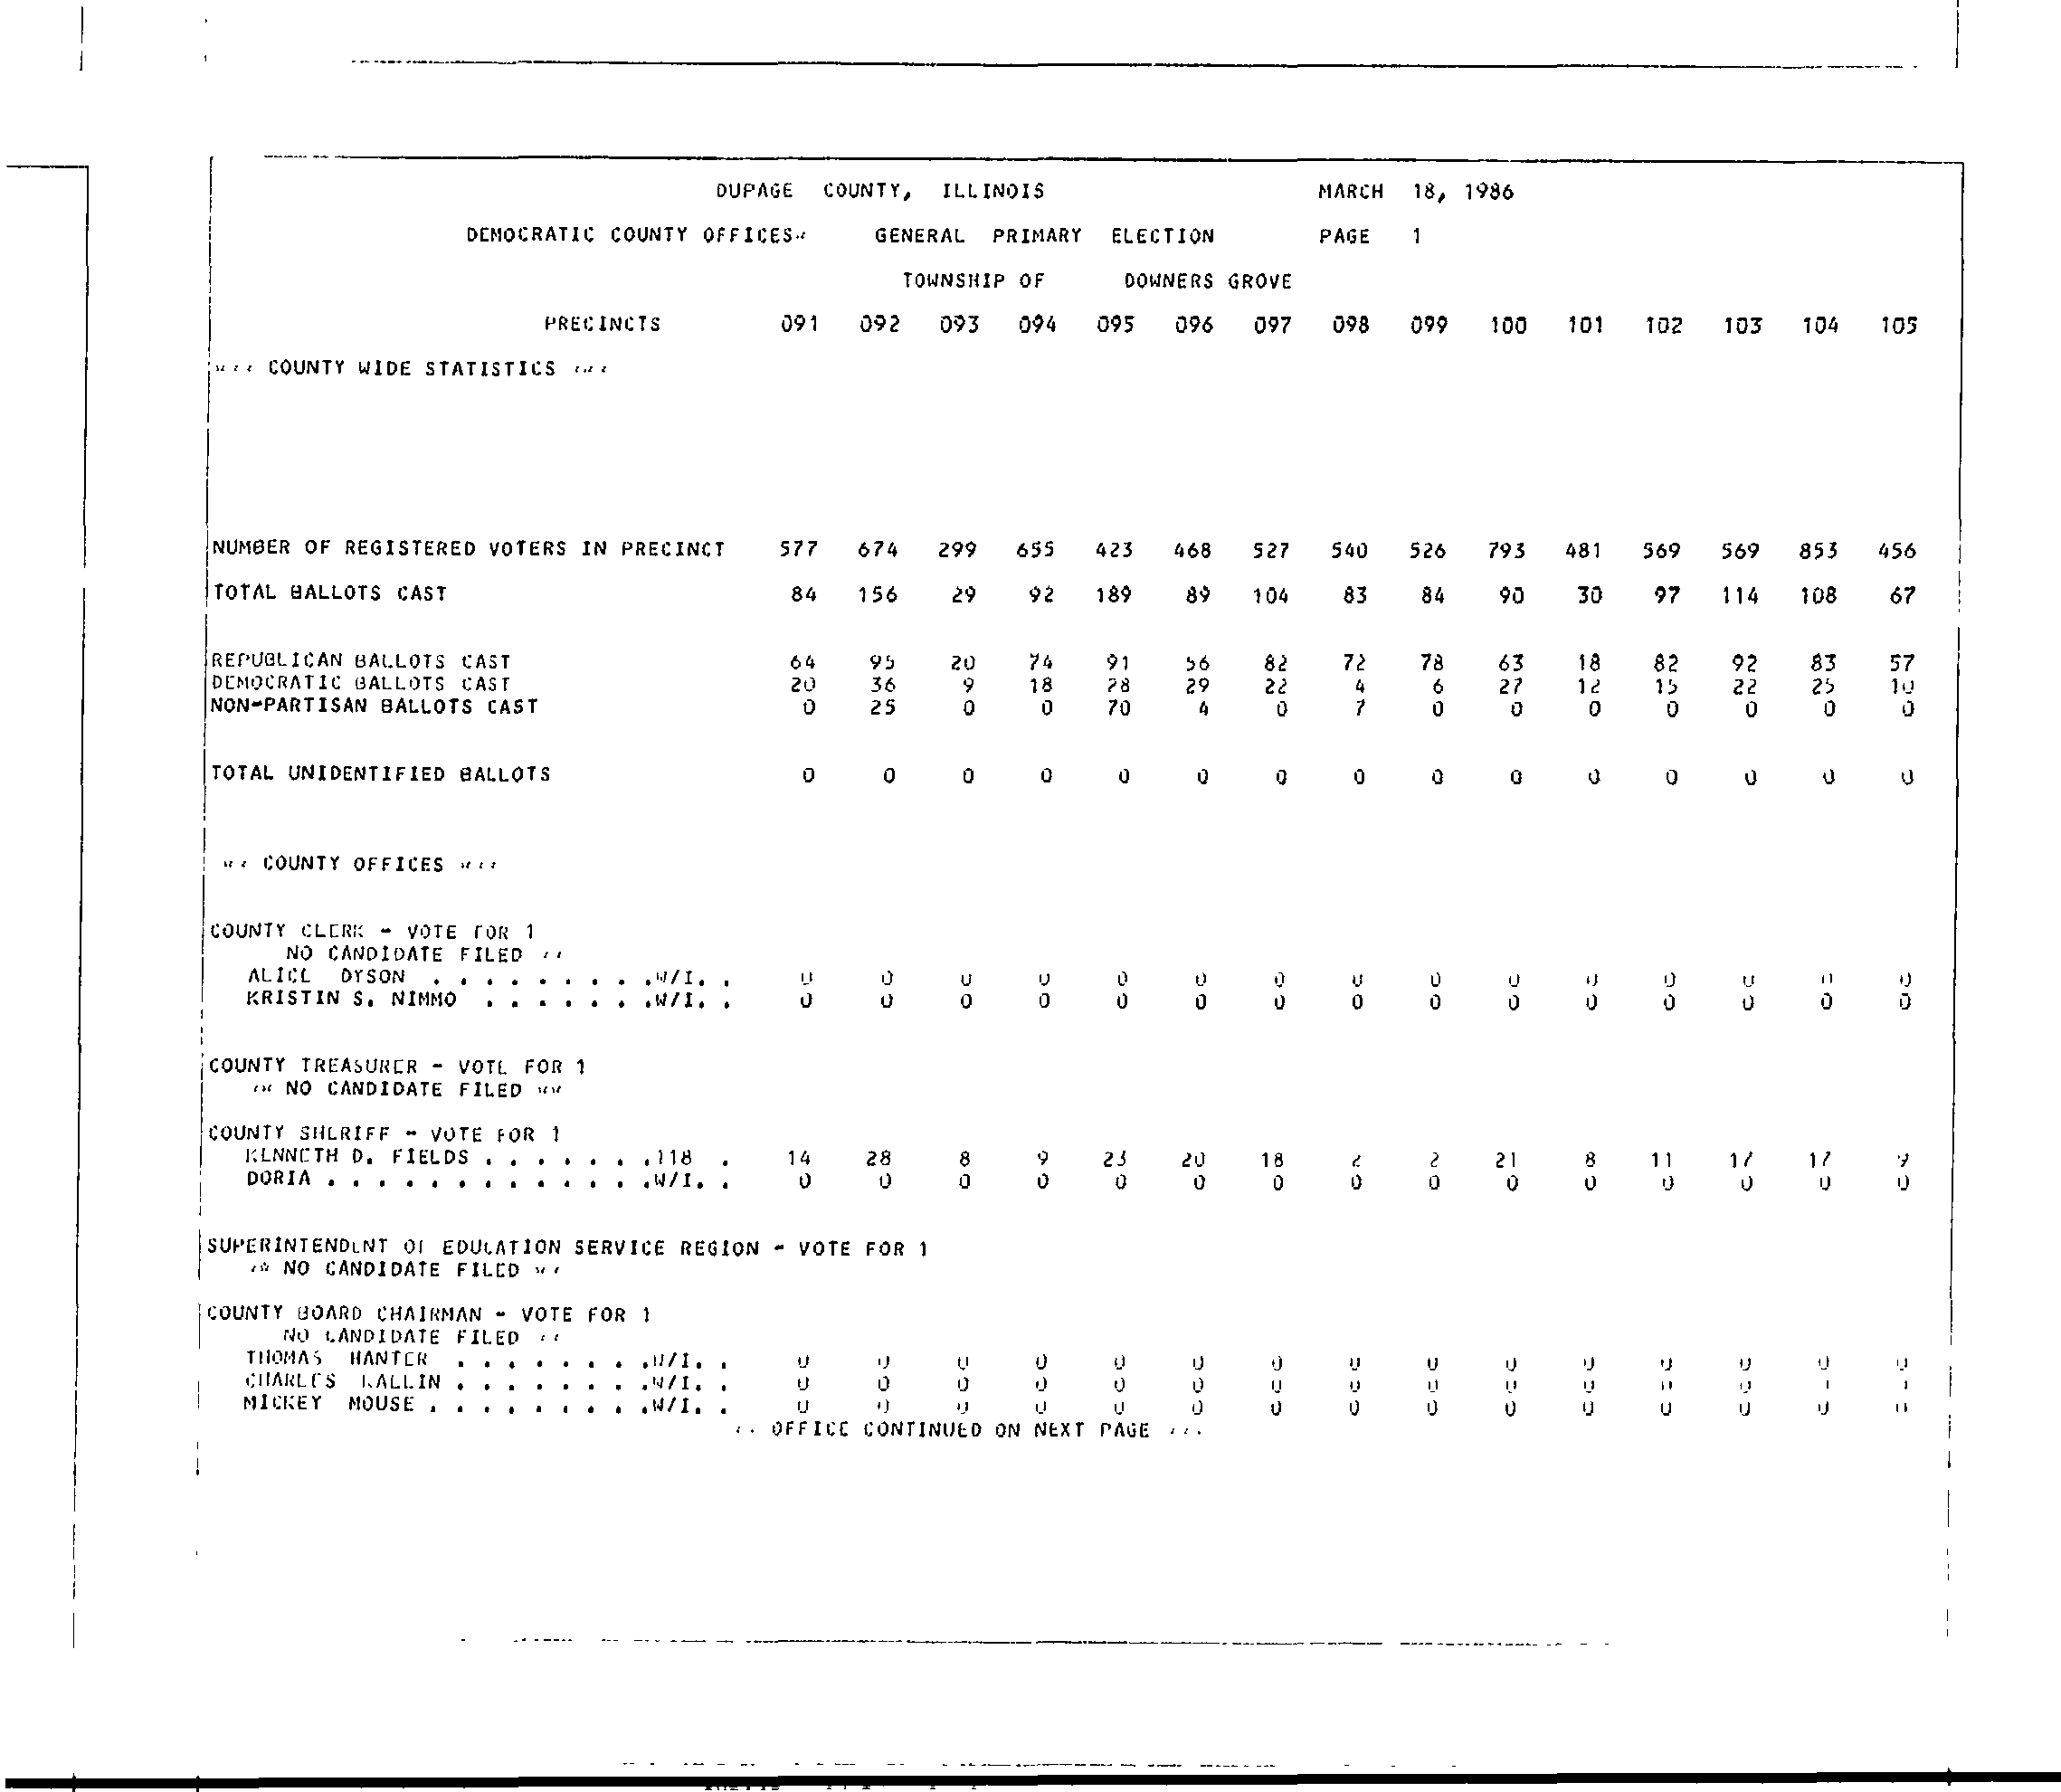 DUPAGE COUNTY, ILLINOIS MARCH 18, 1986
DEMOCRATIC COUNTY OFFICES* GENERAL PRIMARY ELECTION PAGE 1
TOWNSHIP OF DOWNERS GROVE
PRECINCTS 091 092 093 094 095 096 097 098 099 100 101 102 103 104 105
*** COUNTY WIDE STATISTICS ***
NUMBER OF REGISTERED VOTERS IN PRECINCT 577 674 299 655 423 468 527 540 526 793 481 569 569 853 456
TOTAL BALLOTS CAST 84 156 29 92 189 89 104 83 84 90 30 97 114 108 67
REPUBLICAN BALLOTS CAST 64 95 20 74 91 56 82 72 78 63 18 82 92 83 57
DEMOCRATIC BALLOTS CAST 20 36 9 18 28 29 22 4 6 27 12 15 22 25 10
NON-PARTISAN BALLOTS CAST 0 25 0 0 70 4 0 7 0 0 0 0 0 0 0
TOTAL UNIDENTIFIED BALLOTS 0 0 0 0 0 0 0 0 0 0 0 0 0 0 0
** COUNTY OFFICES ***
COUNTY CLERK - VOTE FOR 1
NO CANDIDATE FILED **
ALICE DYSON . . . . . . . . .W/I. . 0 0 0 0 0 0 0 0 0 0 0 0 0 0 0
KRISTIN S. NIMMO . . . . . . .W/I. . 0 0 0 0 0 0 0 0 0 0 0 0 0 0 0
COUNTY TREASURER - VOTE FOR 1
** NO CANDIDATE FILED **
COUNTY SHERIFF - VOTE FOR 1
KENNETH D. FIELDS . . . . . . .118 . 14 28 8 9 23 20 18 2 2 21 8 11 17 17 9
DORIA . . . . . . . . . . . . .W/I. . 0 0 0 0 0 0 0 0 0 0 0 0 0 0 0
SUPERINTENDENT OF EDUCATION SERVICE REGION - VOTE FOR 1
** NO CANDIDATE FILED **
COUNTY BOARD CHAIRMAN - VOTE FOR 1
NO CANDIDATE FILED **
THOMAS HANTER . . . . . . . .W/I. . 0 0 0 0 0 0 0 0 0 0 0 0 0 0 0
CHARLES KALLIN . . . . . . . .W/I. . 0 0 0 0 0 0 0 0 0 0 0 0 0
MICKEY MOUSE . . . . . . . . .W/I. . 0 0 0 0 0 0 0 0 0 0 0 0 0 0 0
** OFFICE CONTINUED ON NEXT PAGE ***